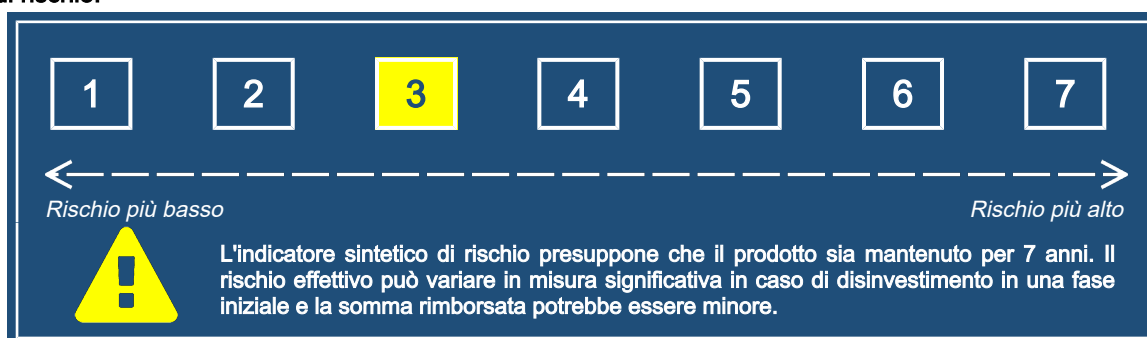 di rischio:
1 2 3 4 5 6 7
Rischio più basso Rischio più alto
L'indicatore sintetico di rischio presuppone che il prodotto sia mantenuto per 7 anni. Il
rischio effettivo può variare in misura significativa in caso di disinvestimento in una fase
iniziale e la somma rimborsata potrebbe essere minore.